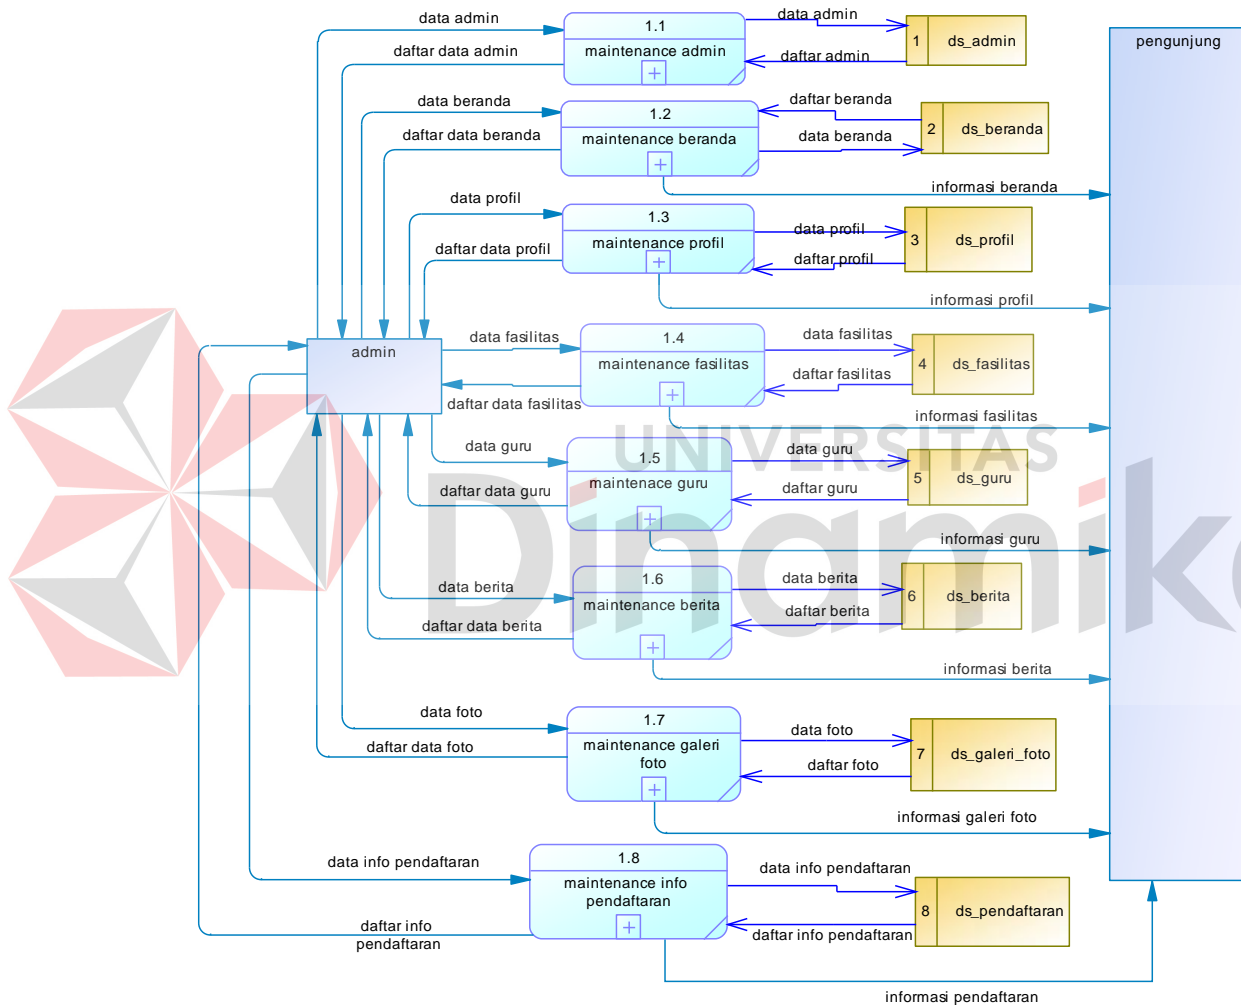 data admin
1.1
data admin
1
ds_admin
pengunjung
daftar data admin
maintenance admin
daftar admin
data beranda
1.2
daftar beranda
2
ds_beranda
daftar data beranda
maintenance beranda
data beranda
informasi beranda
data profil
1.3
data profil
3
ds_profil
daftar data profil
maintenance profil
daftar profil
informasi profil
admin
data fasilitas
1.4
data fasilitas
4
ds_fasilitas
maintenance fasilitas
daftar fasilitas
daftar data fasilitas
informasi fasilitas
UNIVERSITAS
Dinamika
data guru
1.5
data guru
5
ds_guru
daftar data guru
maintenace guru
daftar guru
informasi guru
data berita
1.6
data berita
6
ds_berita
daftar data berita
maintenance berita
daftar berita
informasi berita
data foto
1.7
data foto
7
ds_galeri_foto
daftar data foto
maintenance galeri
foto
daftar foto
informasi galeri foto
data info pendaftaran
1.8
data info pendaftaran
8
ds_pendaftaran
maintenance info
pendaftaran
daftar info
pendaftaran
daftar info pendaftaran
informasi pendaftaran